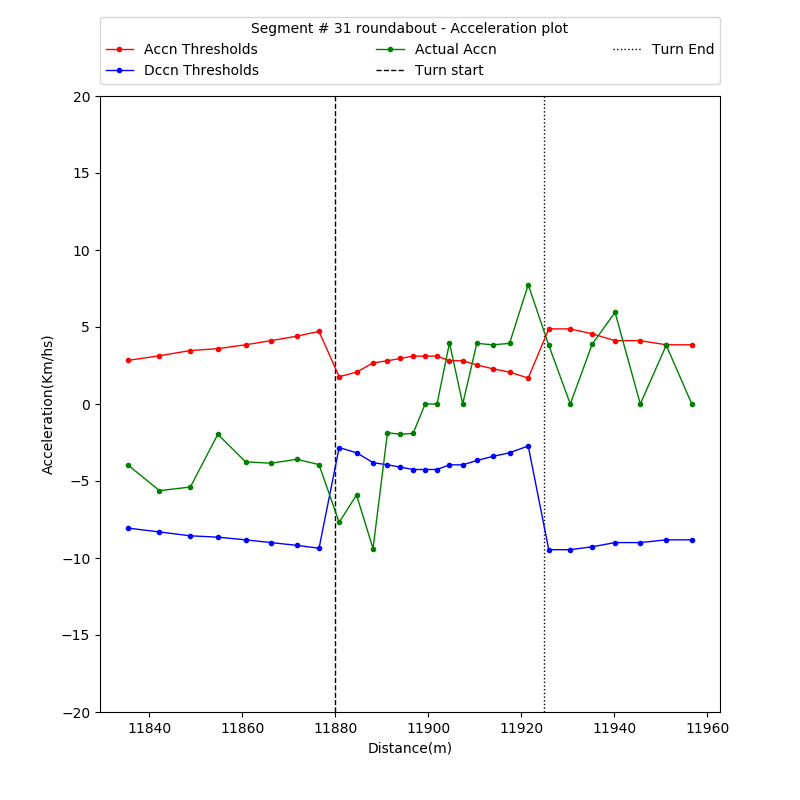 Segment # 31 roundabout - Acceleration plot
Accn Thresholds Actual Accn Turn End
Dccn Thresholds Turn start
20
15
10
5
0
−5
−10
−15
−20
Acceleration(Km/hs)
11840 11860 11880 11900 11920 11940 11960
Distance(m)